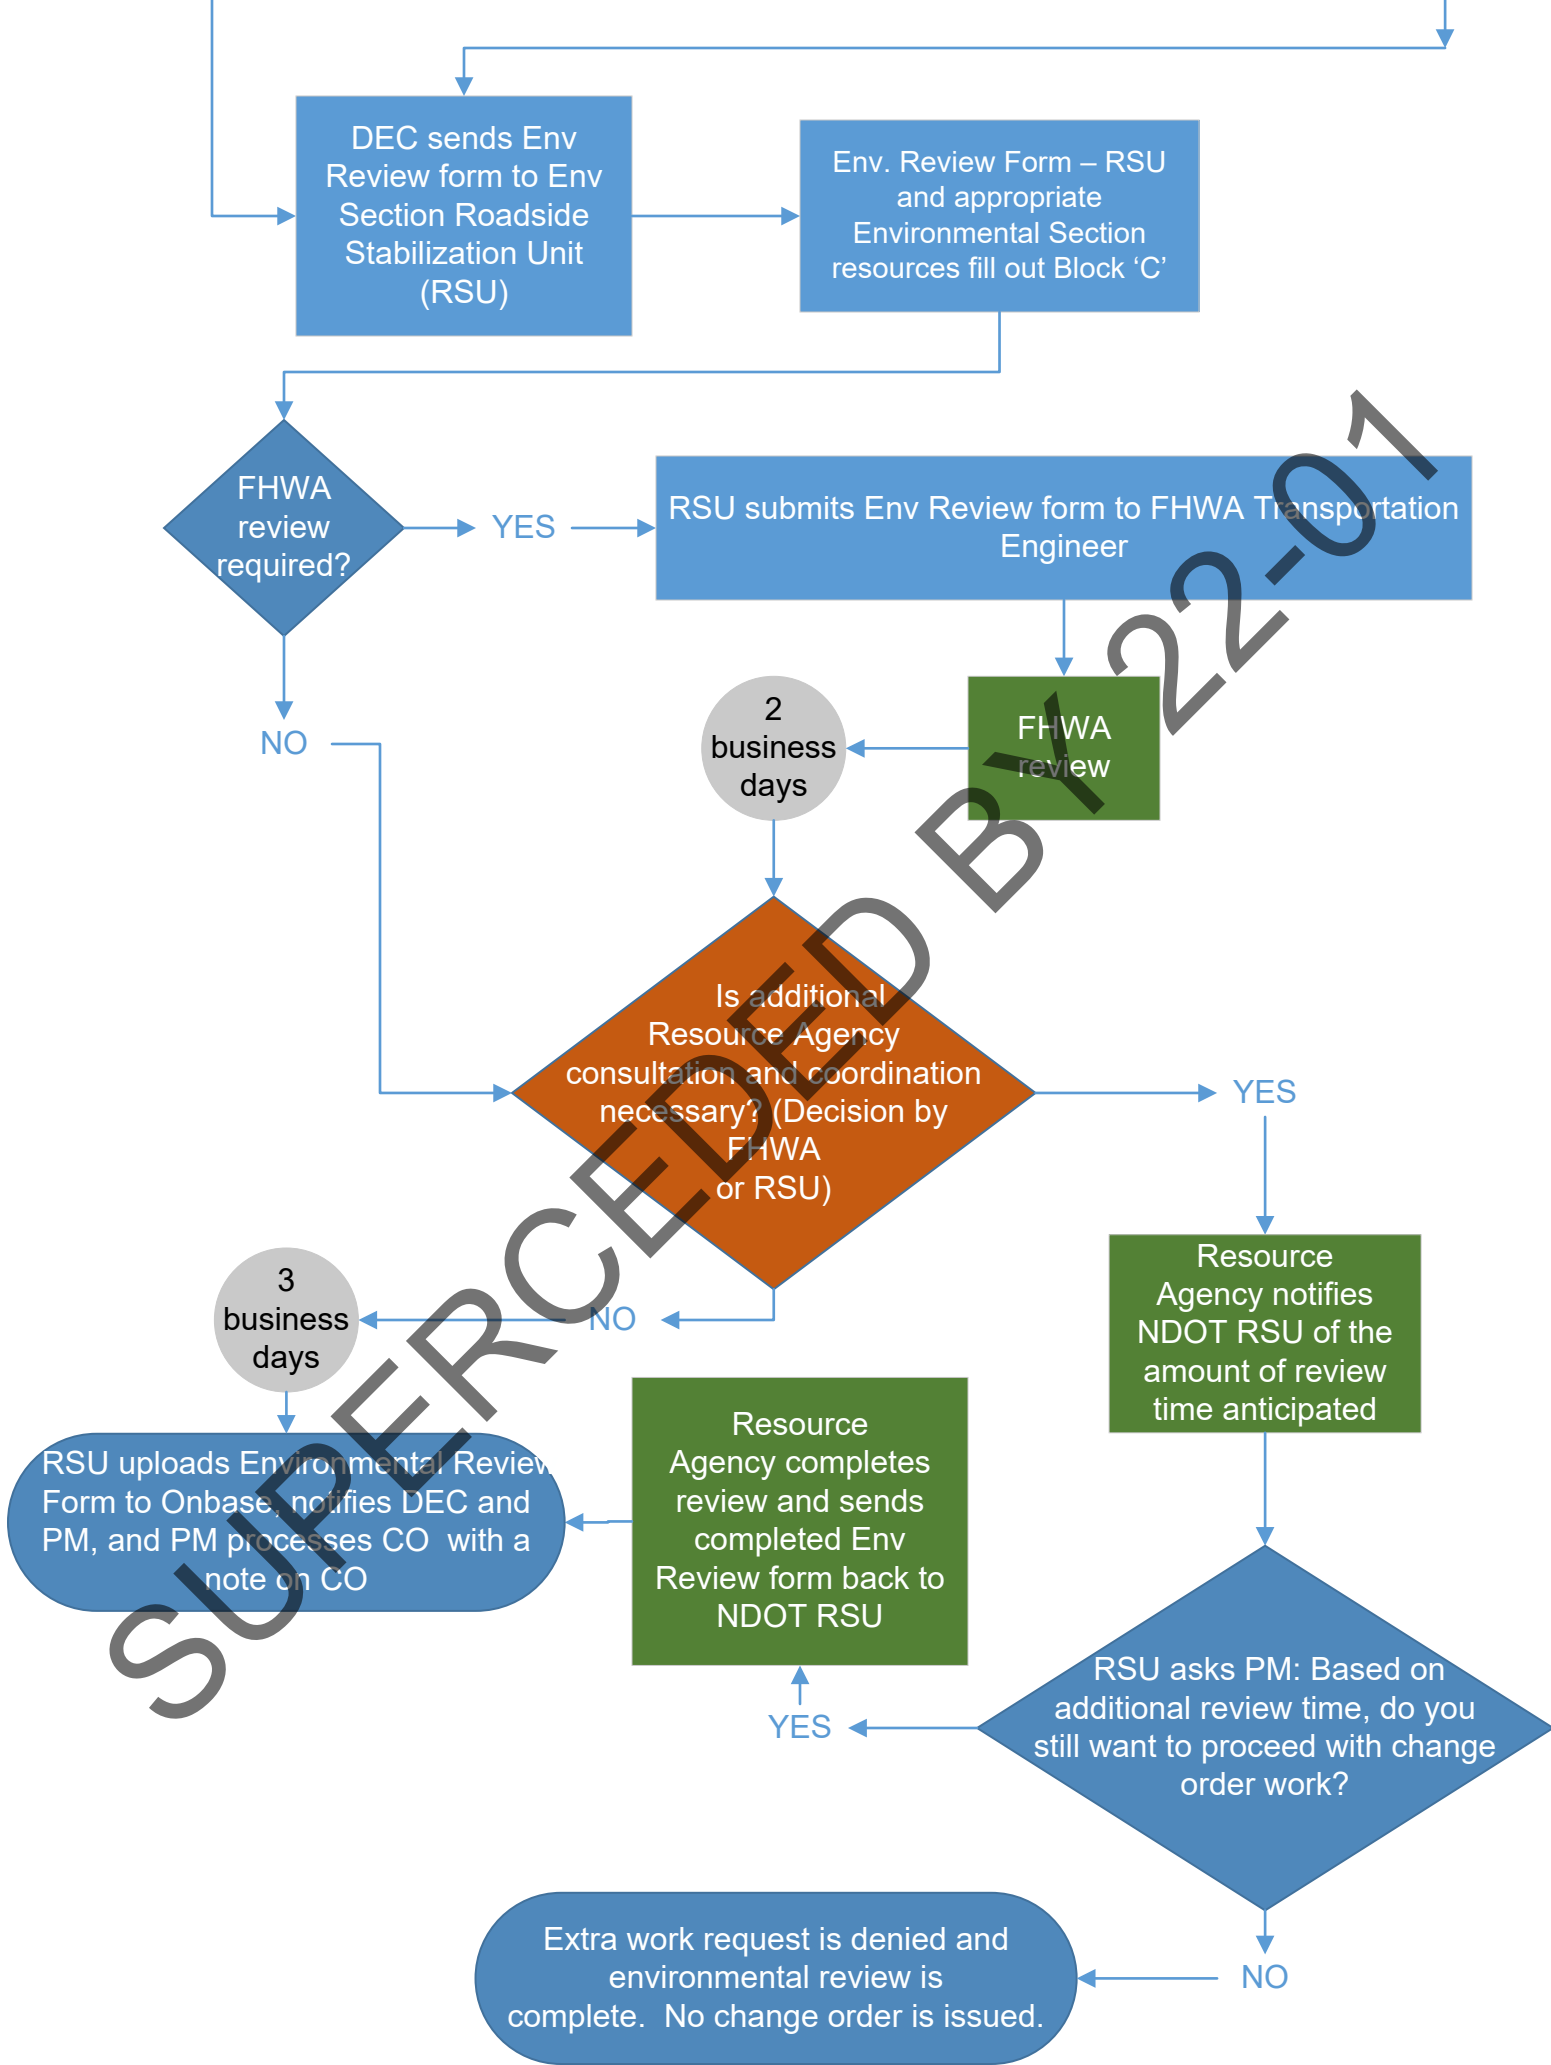 DEC sends Env
Review form to Env
Section Roadside
Stabilization Unit
(RSU)
Env. Review Form – RSU
and appropriate
Environmental Section
resources fill out Block ‘C’
FHWA
review
required?
YES
RSU submits Env Review form to FHWA Transportation
Engineer
NO
2
business
days
FHWA
review
Is additional
Resource Agency
consultation and coordination
necessary? (Decision by
FHWA
or RSU)
YES
3
business
days
NO
Resource
Agency notifies
NDOT RSU of the
amount of review
time anticipated
RSU uploads Environmental Review
Form to Onbase, notifies DEC and
PM, and PM processes CO  with a
note on CO
Resource
Agency completes
review and sends
completed Env
Review form back to
NDOT RSU
YES
RSU asks PM: Based on
additional review time, do you
still want to proceed with change
order work?
NO
Extra work request is denied and
environmental review is
complete.  No change order is issued.
SUPERCEDED BY 22-01